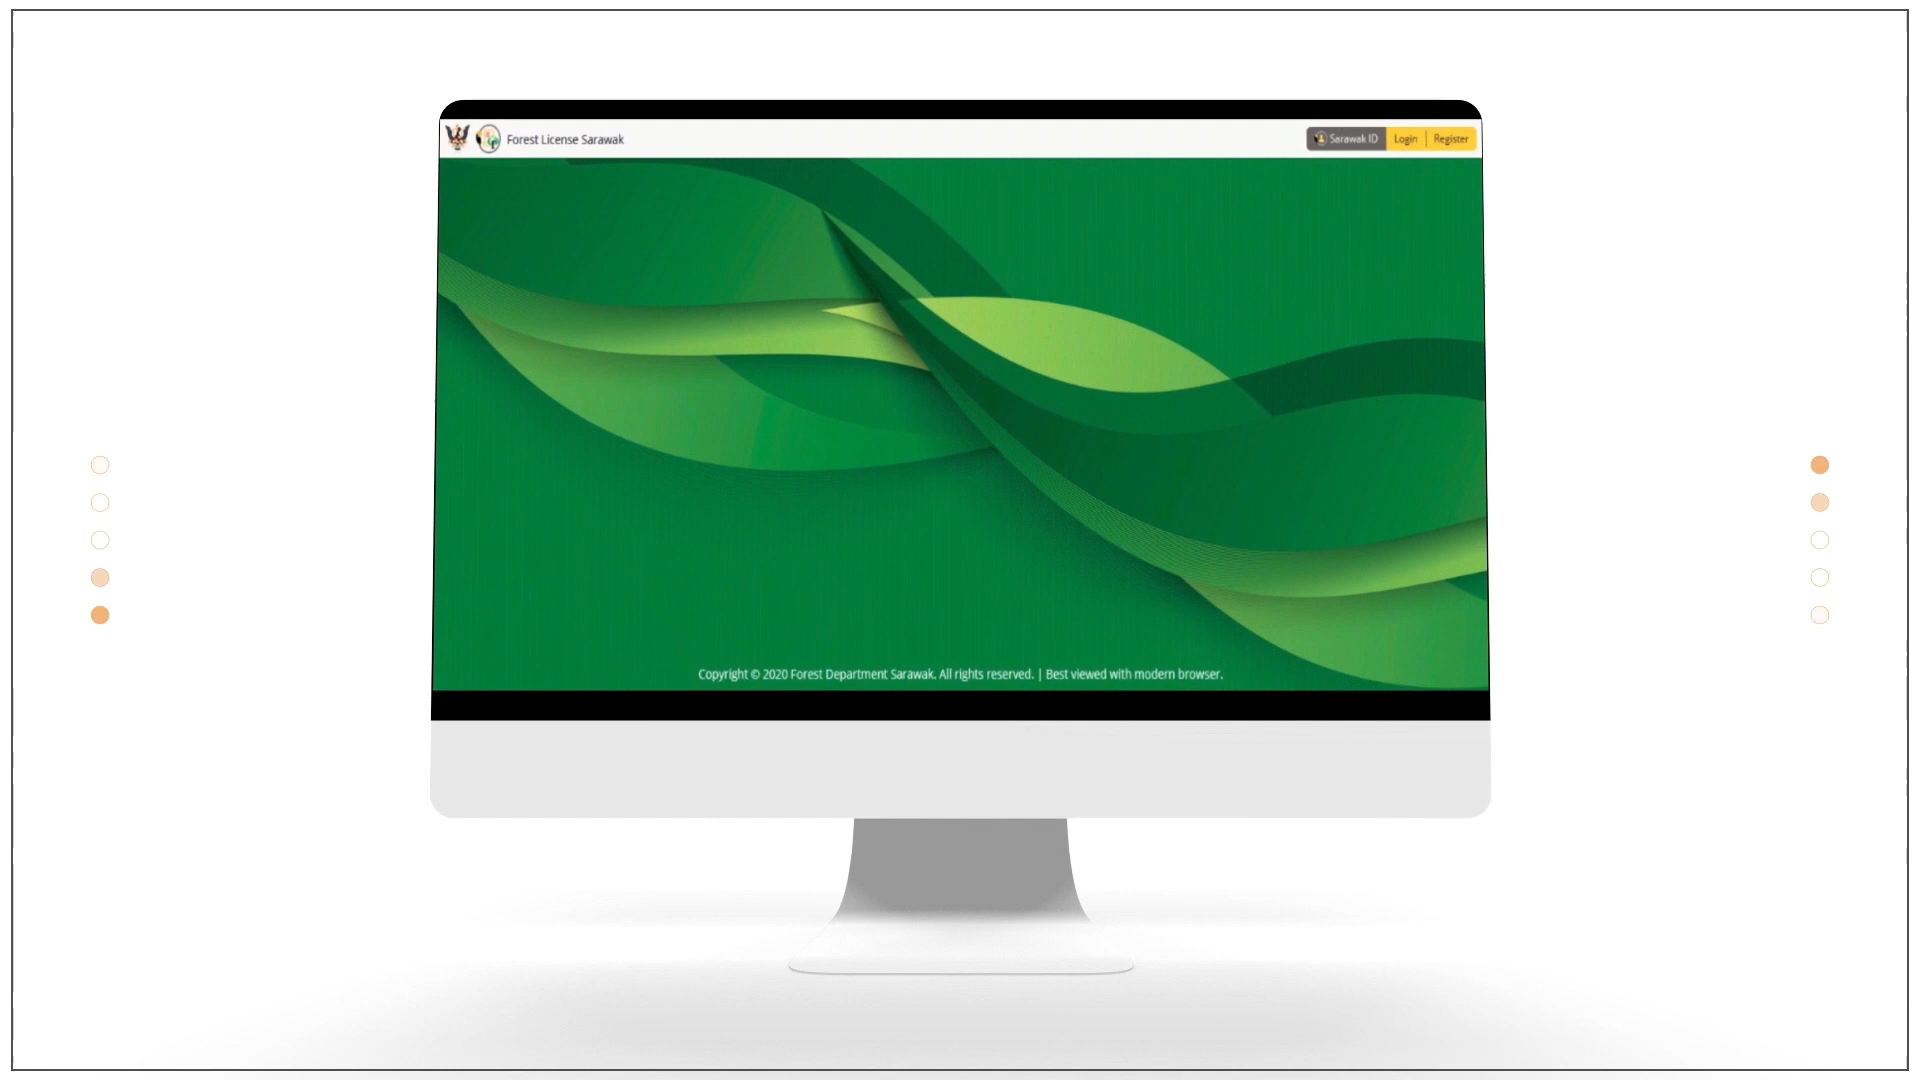 Forest License Sarawak
Sarawak ID
Login
Register
Copyright © 2020 Forest Department Sarawak. All rights reserved. | Best viewed with modern browser.